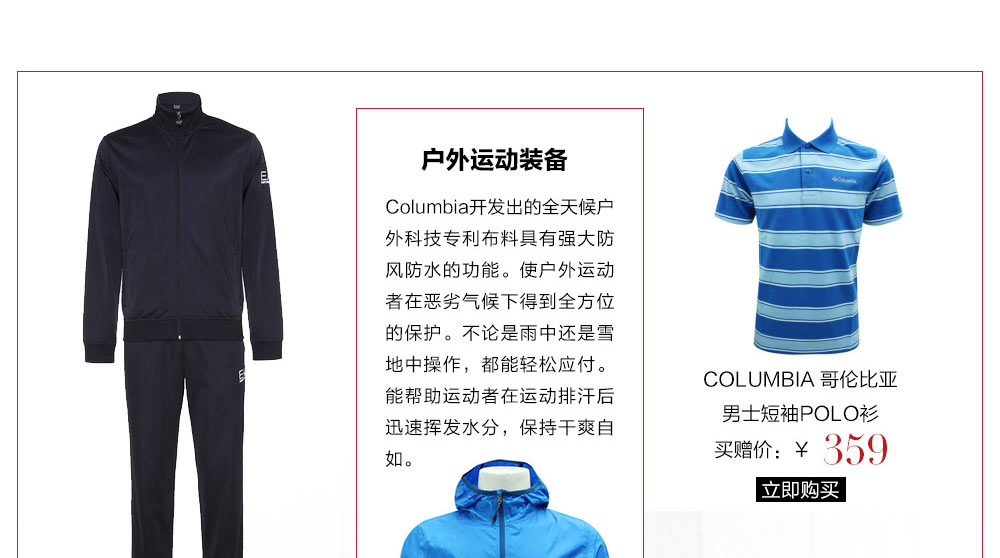 户外运动装备
Columbia开发出的全天候户
外科技专利布料具有强大防
风防水的功能。使户外运动
者在恶劣气候下得到全方位
的保护。不论是雨中还是雪
地中操作，都能轻松应付。
能帮助运动者在运动排汗后
迅速挥发水分，保持干爽自
如。
Columbia
COLUMBIA 哥伦比亚
男士短袖POLO衫
买赠价：￥ 359
立即购买